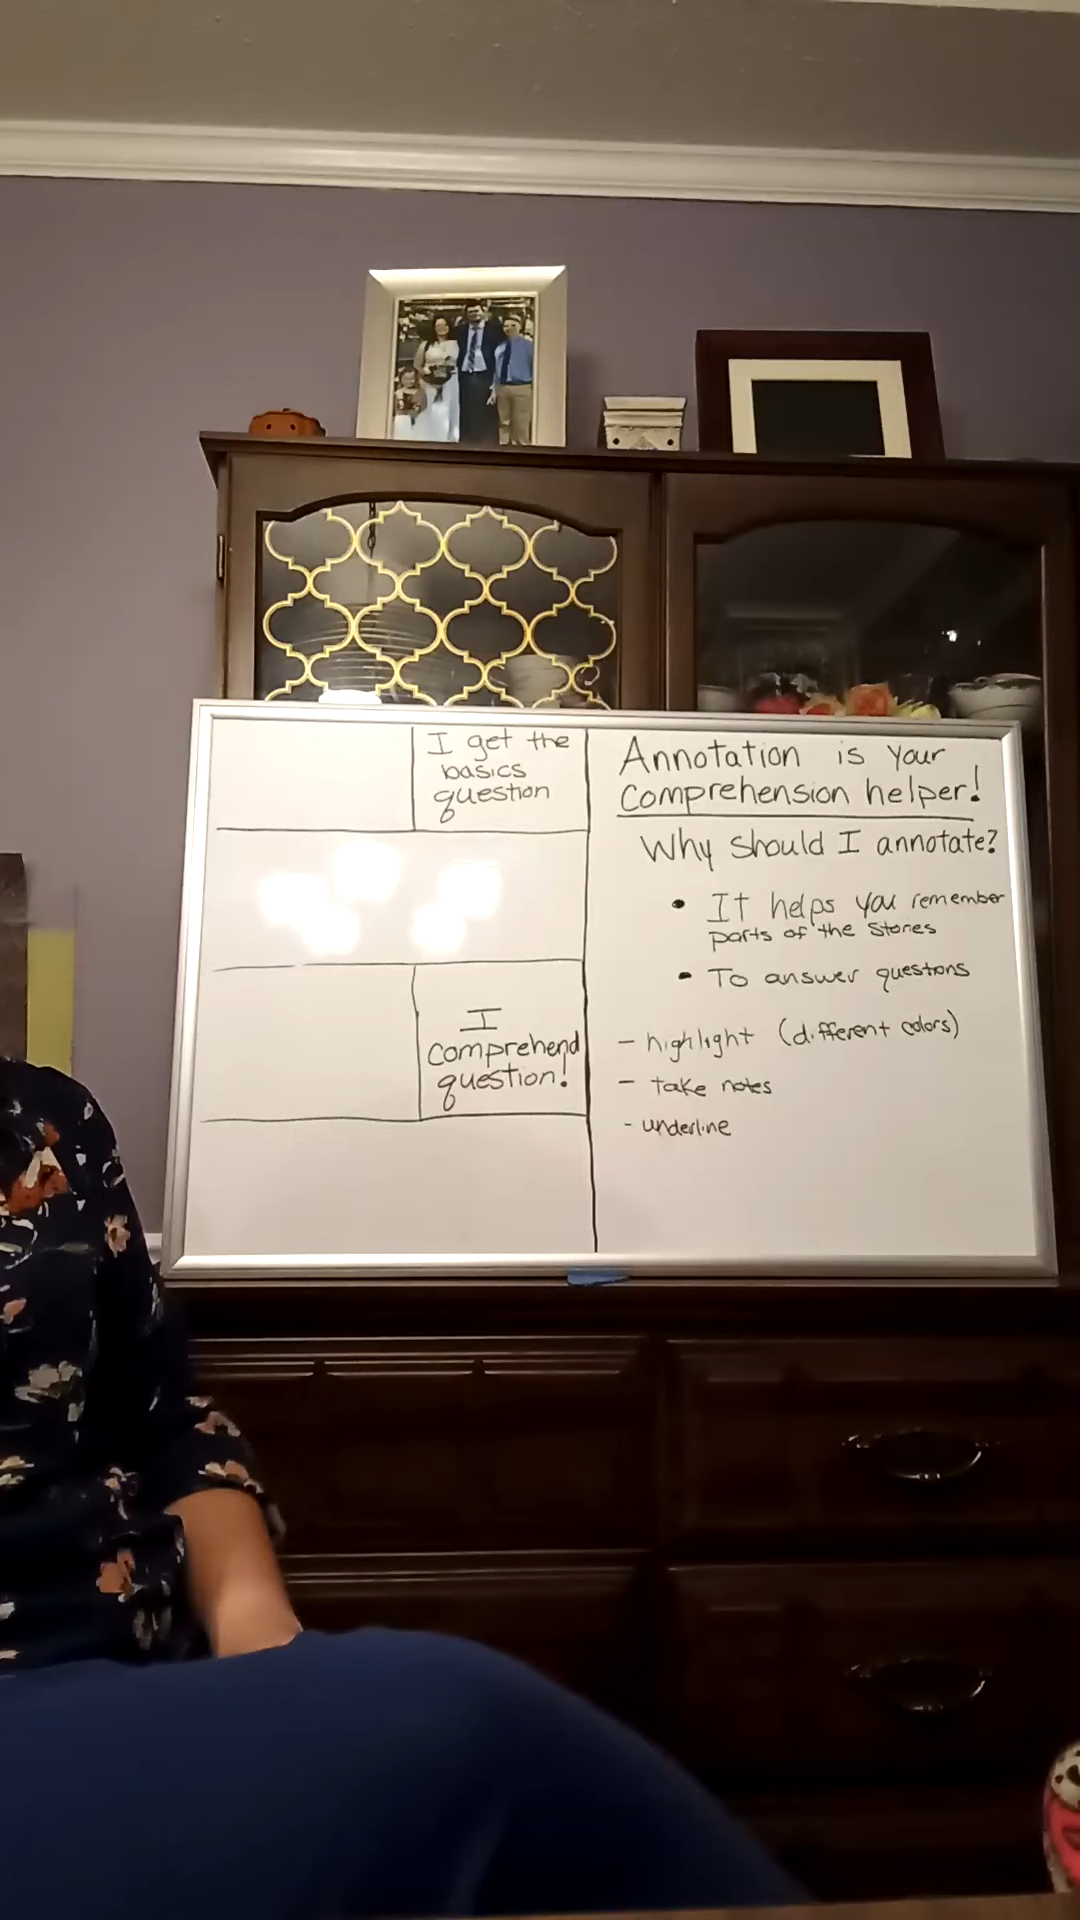 I get the
basics
question
I
comprehend
question!
Annotation is your
comprehension helper!
Why should I annotate?
• It helps you remember
parts of the stories
• To answer questions
- highlight (different colors)
- take notes
- underline